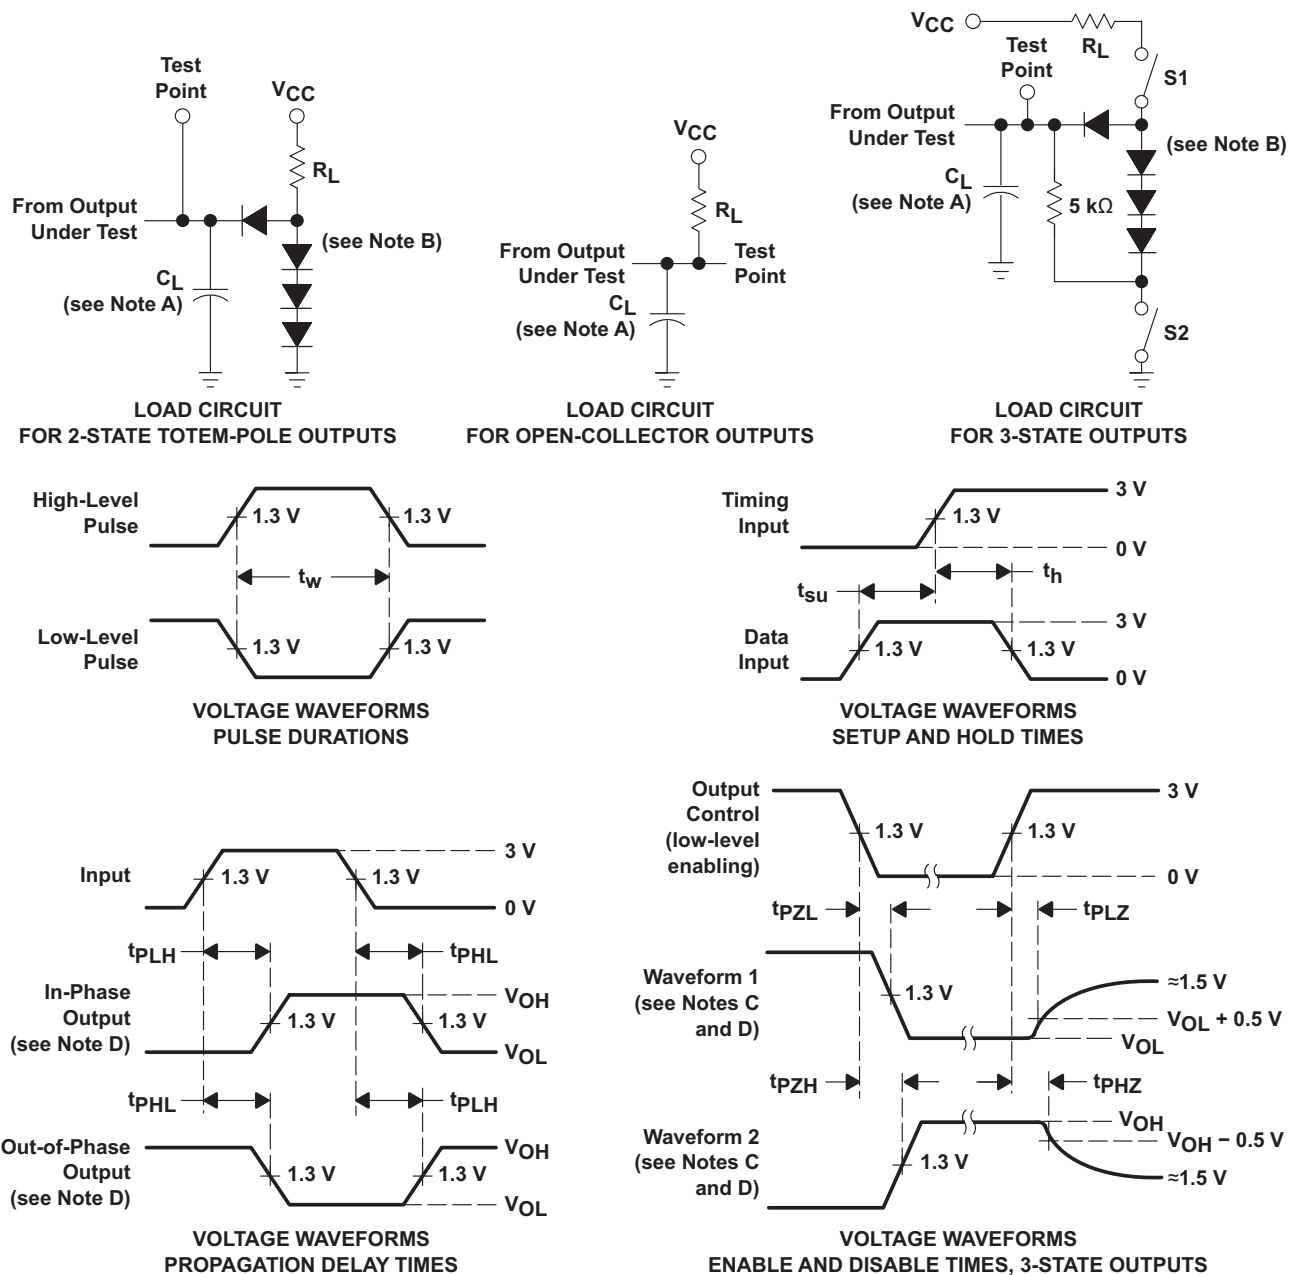 Test
Point
VCC
RL
From Output
Under Test
(see Note B)
CL
(see Note A)
LOAD CIRCUIT
FOR 2-STATE TOTEM-POLE OUTPUTS
VCC
RL
From Output
Under Test
Test
Point
CL
(see Note A)
LOAD CIRCUIT
FOR OPEN-COLLECTOR OUTPUTS
VCC
RL
Test
Point
S1
From Output
Under Test
(see Note B)
CL
(see Note A)
5 kΩ
S2
LOAD CIRCUIT
FOR 3-STATE OUTPUTS
High-Level
Pulse
1.3 V
1.3 V
tw
Low-Level
Pulse
1.3 V
1.3 V
VOLTAGE WAVEFORMS
PULSE DURATIONS
Timing
Input
1.3 V
3 V
0 V
th
tsu
Data
Input
1.3 V
1.3 V
3 V
0 V
VOLTAGE WAVEFORMS
SETUP AND HOLD TIMES
Input
1.3 V
1.3 V
3 V
0 V
tPLH
tPHL
In-Phase
Output
(see Note D)
1.3 V
1.3 V
VOH
VOL
tPHL
tPLH
Out-of-Phase
Output
(see Note D)
1.3 V
1.3 V
VOH
VOL
VOLTAGE WAVEFORMS
PROPAGATION DELAY TIMES
Output
Control
(low-level
enabling)
1.3 V
1.3 V
3 V
0 V
tPZL
tPLZ
Waveform 1
(see Notes C
and D)
1.3 V
≈1.5 V
VOL + 0.5 V
VOL
tPZH
tPHZ
Waveform 2
(see Notes C
and D)
1.3 V
VOH
VOH − 0.5 V
≈1.5 V
VOLTAGE WAVEFORMS
ENABLE AND DISABLE TIMES, 3-STATE OUTPUTS